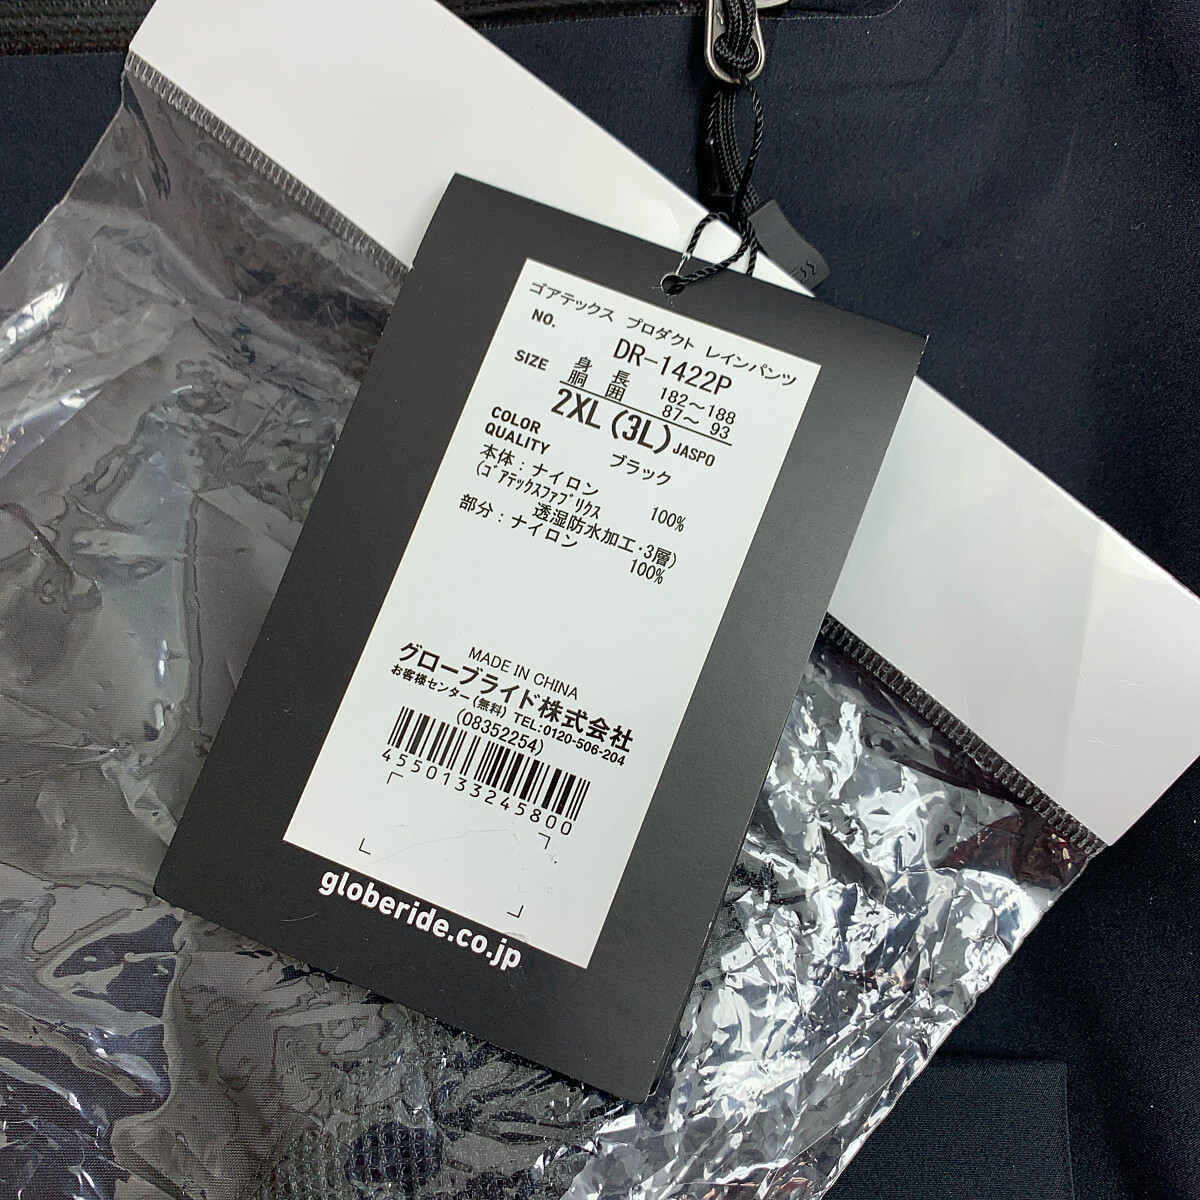 ゴアテックス プロダクト レインパンツ
NO. DR-1422P
SIZE 身長 182～188
胴囲 87～ 93
2XL (3L) JASPO
COLOR ブラック
QUALITY
本体：ナイロン 100%
(ｺﾞｱﾃｯｸｽﾌｧﾌﾞﾘｸｽ
透湿防水加工・3層)
部分：ナイロン 100%
MADE IN CHINA
グローブライド株式会社
お客様センター(無料) TEL:0120-506-204
(08352254)
4550133245800
globeride.co.jp